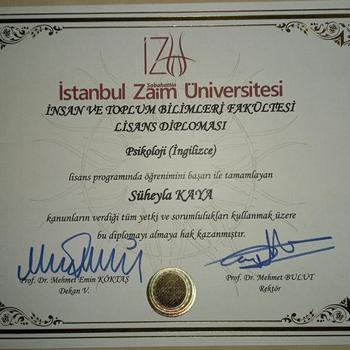 İZÜ
Sabahattin
İstanbul Zaim Üniversitesi
İNSAN VE TOPLUM BİLİMLERİ FAKÜLTESİ
LİSANS DİPLOMASI
Psikoloji (İngilizce)
lisans programında öğrenimini başarı ile tamamlayan
Süheyla KAYA
kanunların verdiği tüm yetki ve sorumlulukları kullanmak üzere
bu diplomayı almaya hak kazanmıştır.
Prof. Dr. Mehmet Emin KÖKTAŞ
Dekan V.
Prof. Dr. Mehmet BULUT
Rektör